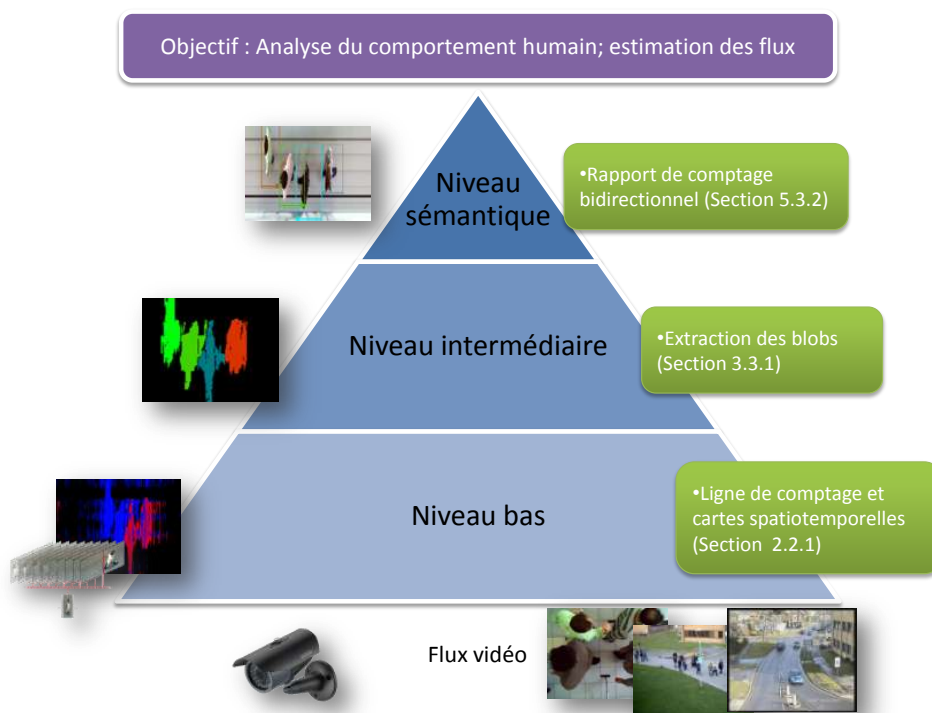 Objectif : Analyse du comportement humain; estimation des flux
Niveau
sémantique
•Rapport de comptage
bidirectionnel (Section 5.3.2)
Niveau intermédiaire
•Extraction des blobs
(Section 3.3.1)
Niveau bas
•Ligne de comptage et
cartes spatiotemporelles
(Section 2.2.1)
Flux vidéo